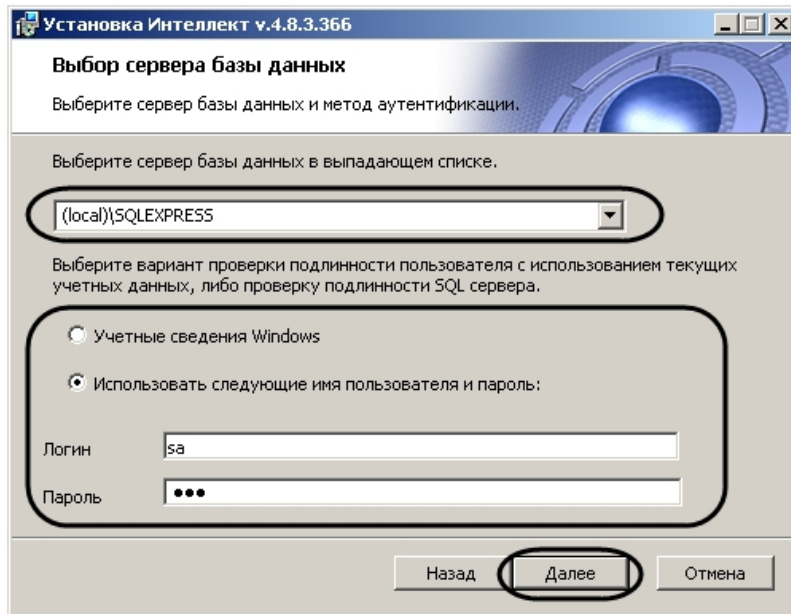 Установка Интеллект v.4.8.3.366
Выбор сервера базы данных
Выберите сервер базы данных и метод аутентификации.
Выберите сервер базы данных в выпадающем списке.
(local)\SQLEXPRESS
Выберите вариант проверки подлинности пользователя с использованием текущих
учетных данных, либо проверку подлинности SQL сервера.
Учетные сведения Windows
Использовать следующие имя пользователя и пароль:
Логин
sa
Пароль
●●●
Назад
Далее
Отмена